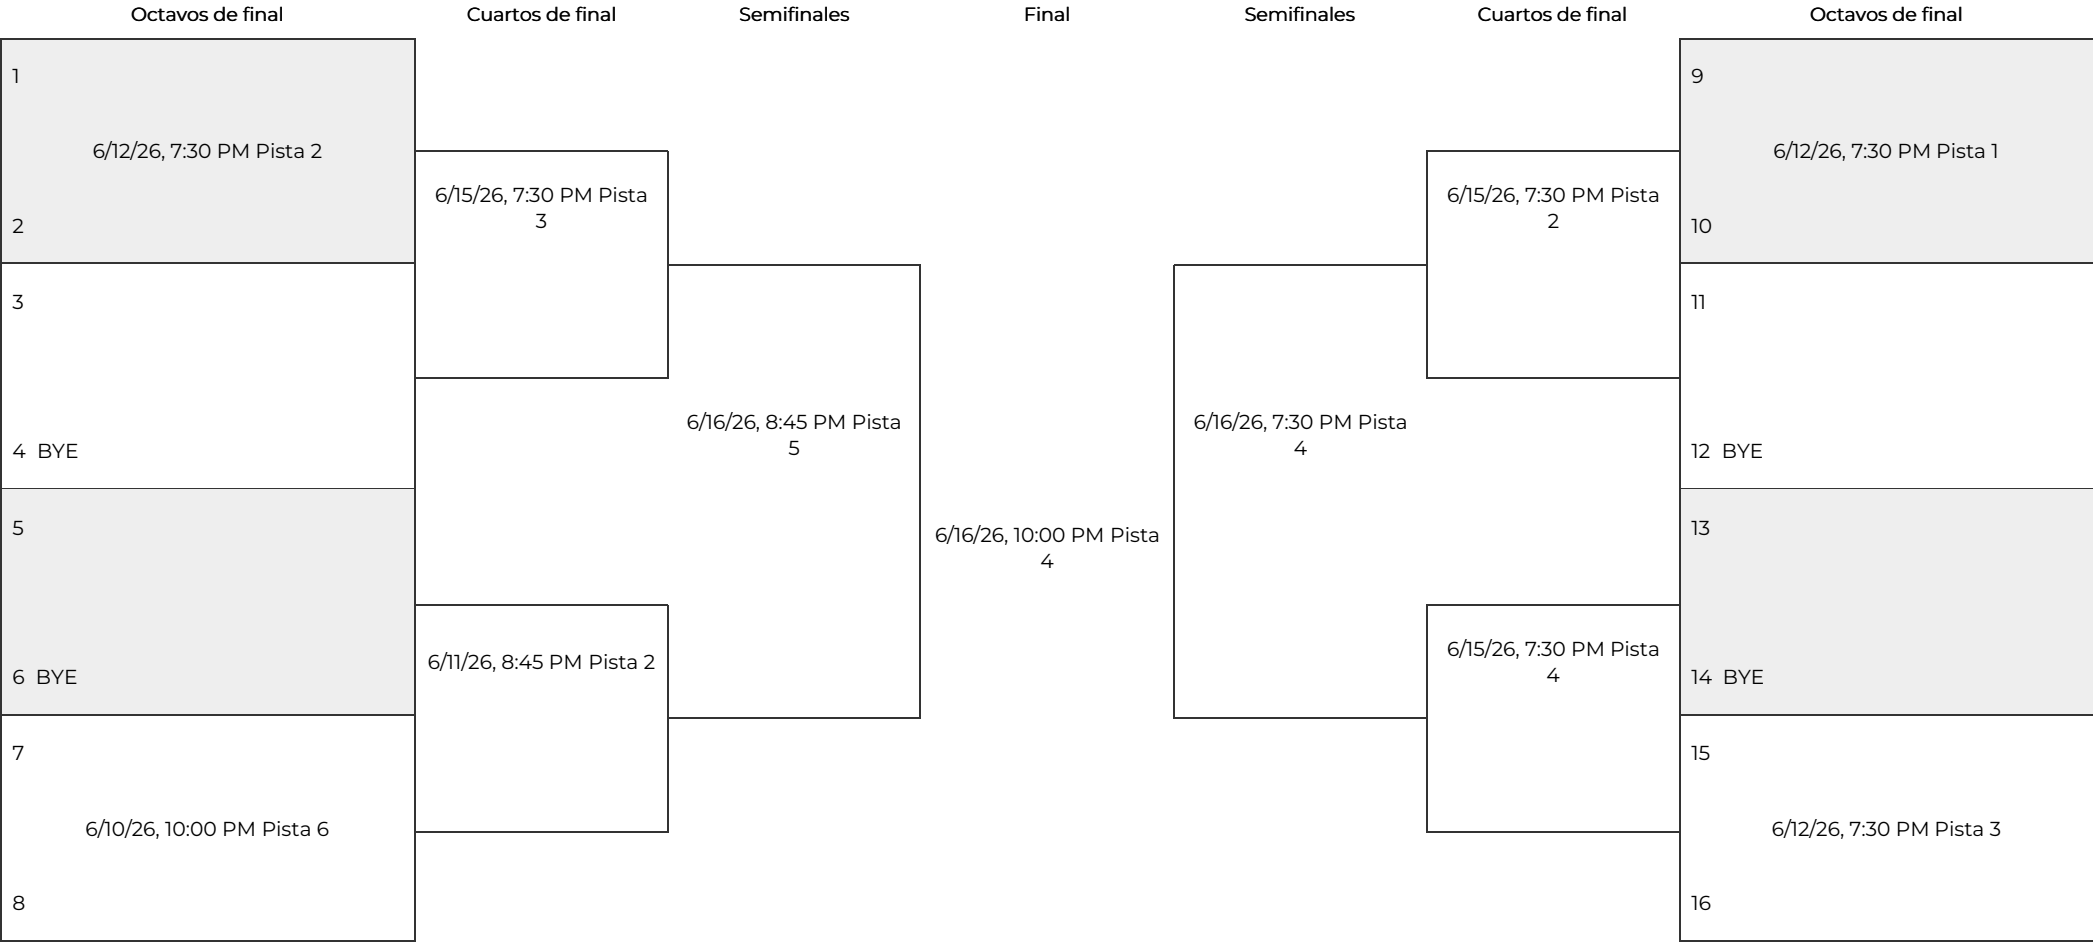 Octavos de final
Cuartos de final
Semifinales
Final
Semifinales
Cuartos de final
Octavos de final
1
6/12/26, 7:30 PM Pista 2
2
3
4 BYE
5
6 BYE
7
6/10/26, 10:00 PM Pista 6
8
6/15/26, 7:30 PM Pista
3
6/11/26, 8:45 PM Pista 2
6/16/26, 8:45 PM Pista
5
6/16/26, 10:00 PM Pista
4
6/16/26, 7:30 PM Pista
4
6/15/26, 7:30 PM Pista
2
6/15/26, 7:30 PM Pista
4
9
6/12/26, 7:30 PM Pista 1
10
11
12 BYE
13
14 BYE
15
6/12/26, 7:30 PM Pista 3
16